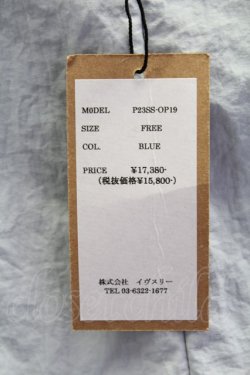 MØDEL P23SS-OP19
SIZE FREE
COL. BLUE
PRICE ¥17,380-
(税抜価格¥15,800-)
株式会社 イヴスリー
TEL 03-6322-1677